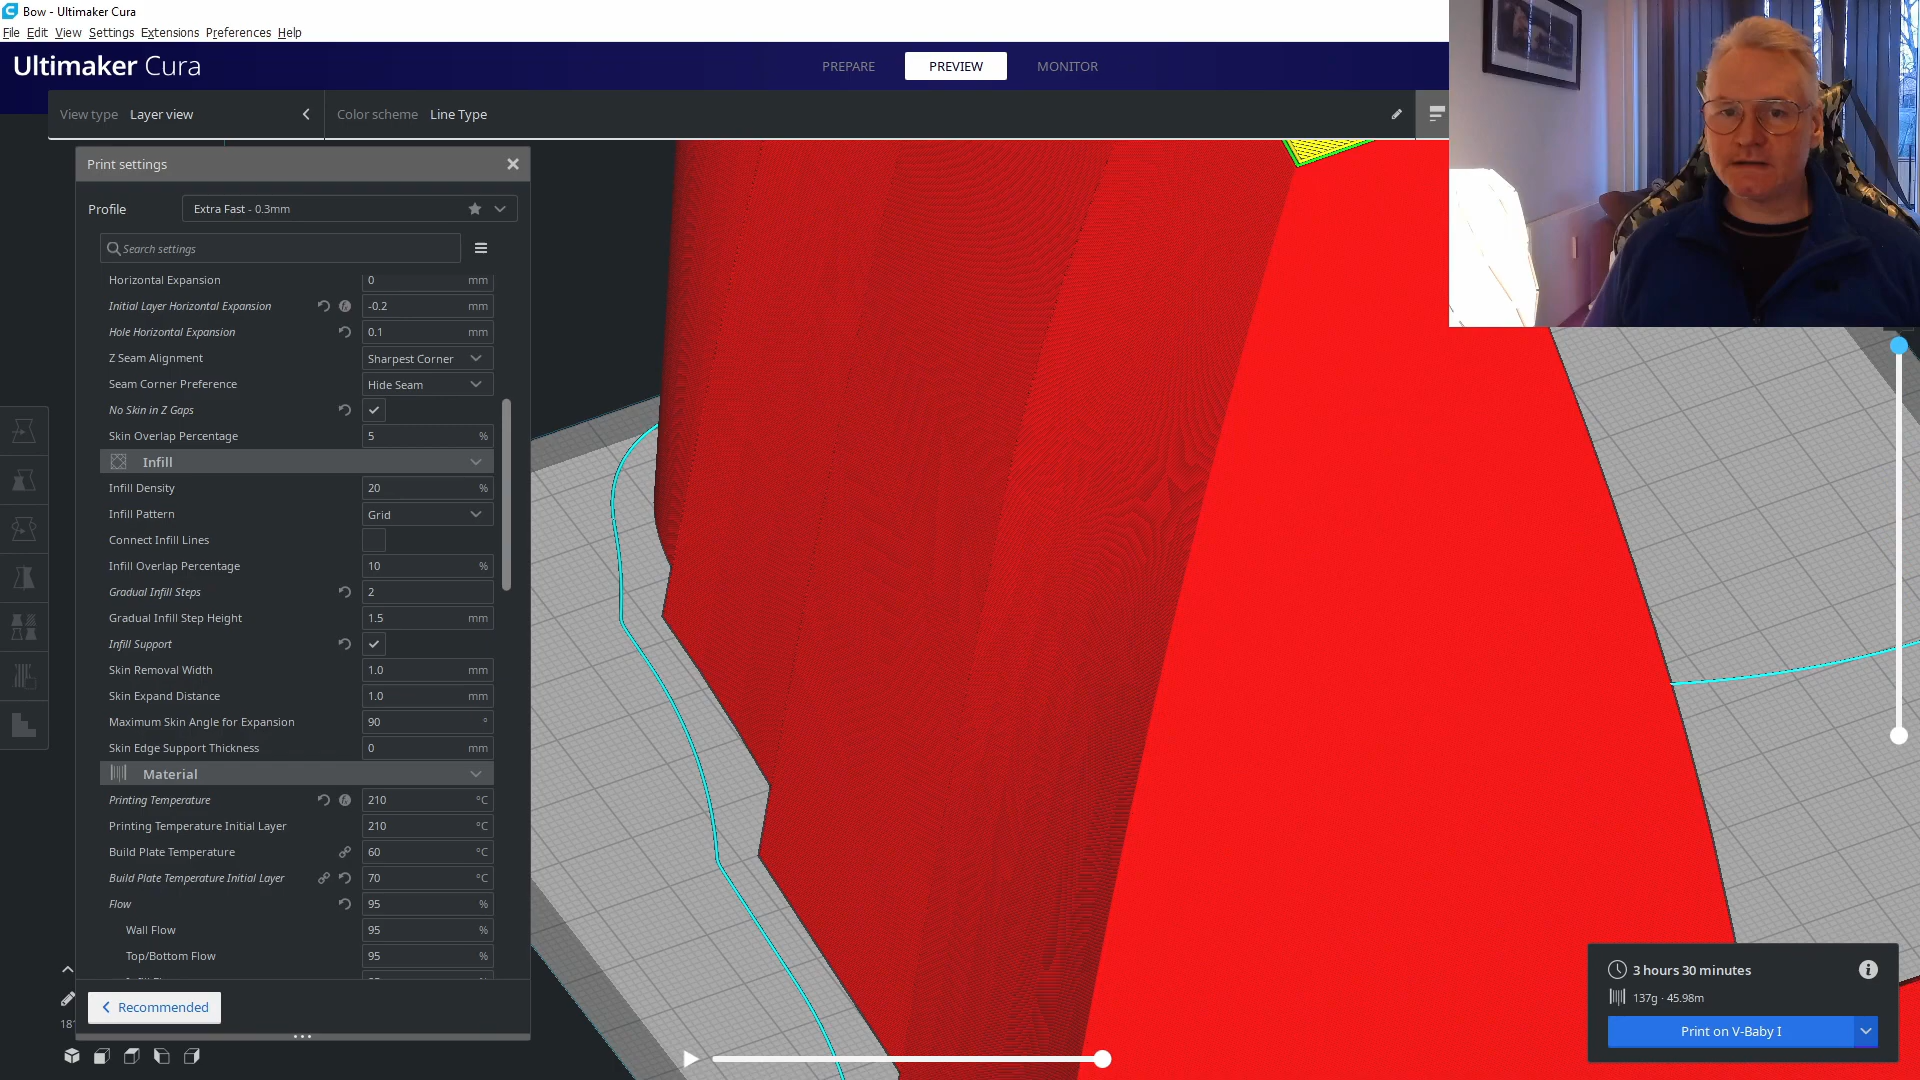 Bow - Ultimaker Cura
File Edit View Settings Extensions Preferences Help
Ultimaker Cura
PREPARE PREVIEW MONITOR
View type Layer view
Color scheme Line Type
Print settings
Profile Extra Fast - 0.3mm
Search settings
Horizontal Expansion 0 mm
Initial Layer Horizontal Expansion -0.2 mm
Hole Horizontal Expansion 0.1 mm
Z Seam Alignment Sharpest Corner
Seam Corner Preference Hide Seam
No Skin in Z Gaps
Skin Overlap Percentage 5 %
Infill
Infill Density 20 %
Infill Pattern Grid
Connect Infill Lines
Infill Overlap Percentage 10 %
Gradual Infill Steps 2
Gradual Infill Step Height 1.5 mm
Infill Support
Skin Removal Width 1.0 mm
Skin Expand Distance 1.0 mm
Maximum Skin Angle for Expansion 90 °
Skin Edge Support Thickness 0 mm
Material
Printing Temperature 210 °C
Printing Temperature Initial Layer 210 °C
Build Plate Temperature 60 °C
Build Plate Temperature Initial Layer 70 °C
Flow 95 %
Wall Flow 95 %
Top/Bottom Flow 95 %
Recommended
3 hours 30 minutes
137g · 45.98m
Print on V-Baby I